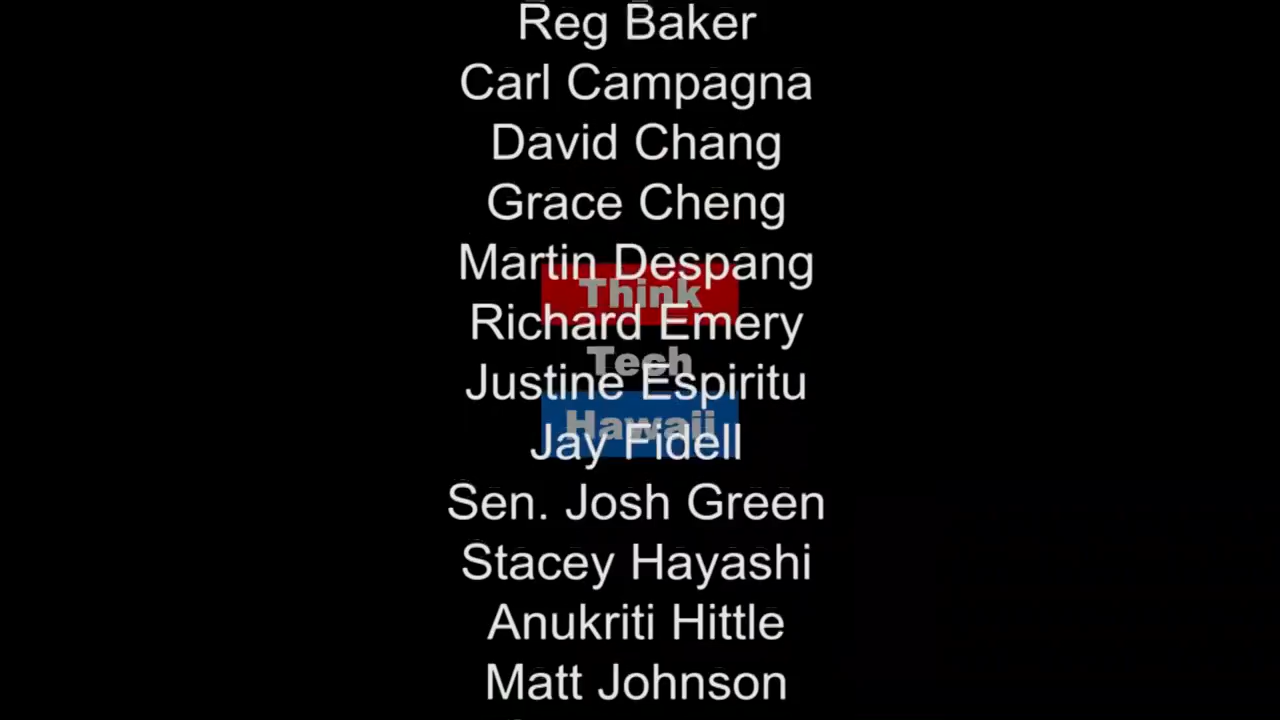 Reg Baker
Carl Campagna
David Chang
Grace Cheng
Martin Despang
Think
Richard Emery
Tech
Justine Espiritu
Hawaii
Jay Fidell
Sen. Josh Green
Stacey Hayashi
Anukriti Hittle
Matt Johnson